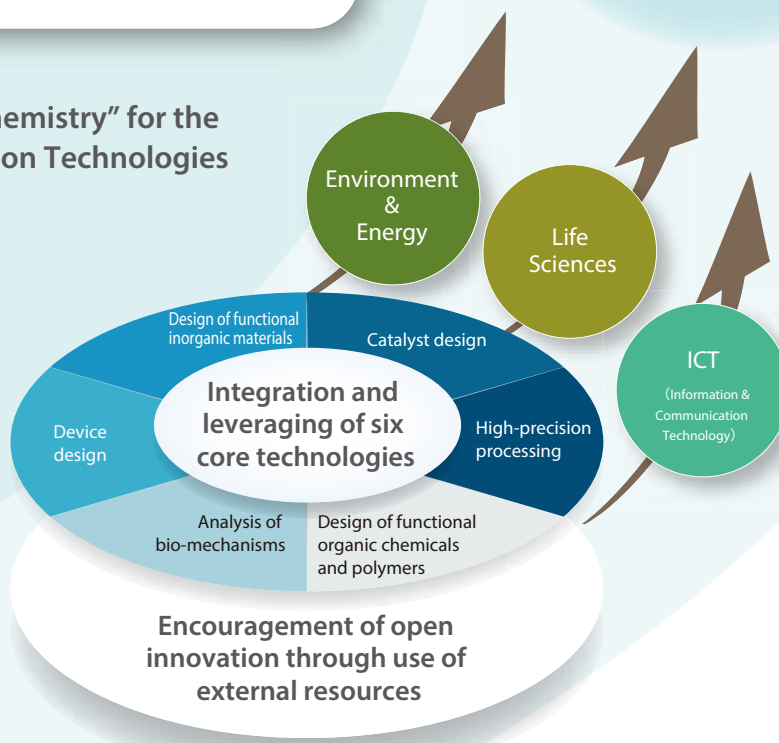 for the
on Technologies
Environment
&
Energy
Life
Sciences
ICT
（Information &
Communication
Technology）
Design of functional
inorganic materials
Catalyst design
Device
design
Integration and
leveraging of six
core technologies
High-precision
processing
Analysis of
bio-mechanisms
Design of functional
organic chemicals
and polymers
Encouragement of open
innovation through use of
external resources